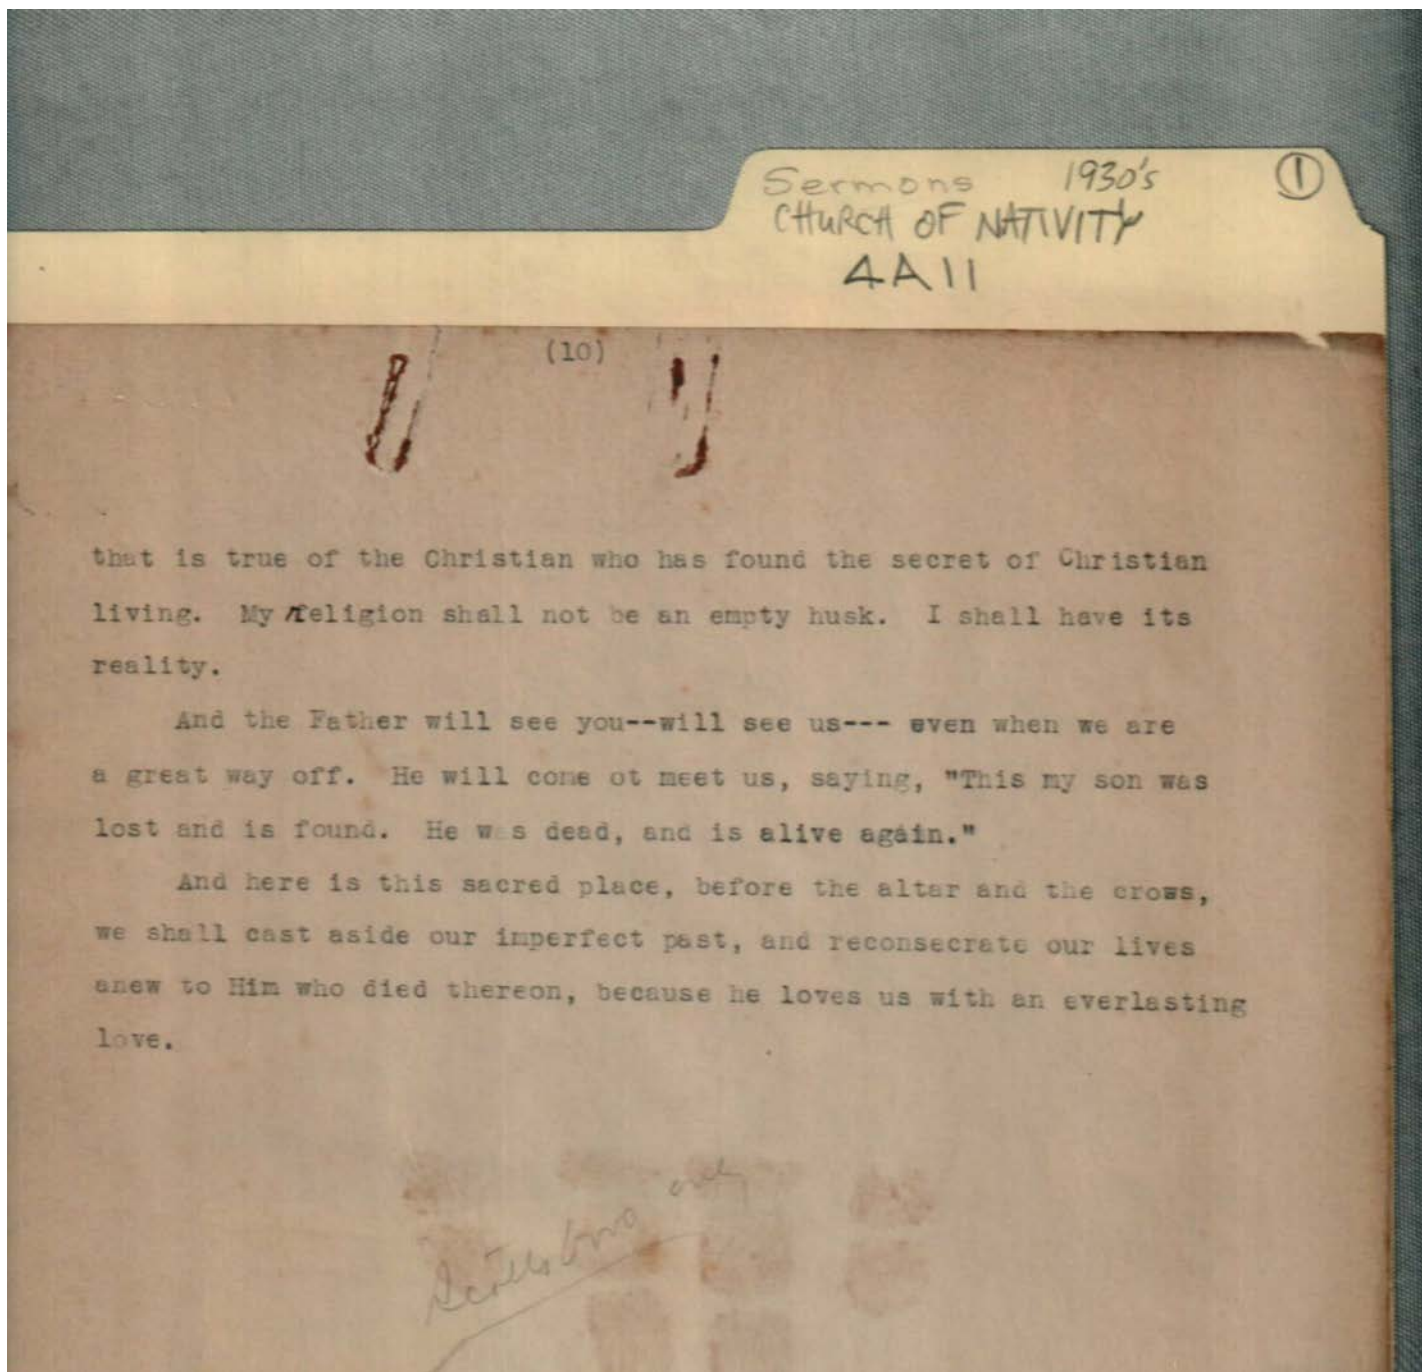 Sermons 1930's 1
CHURCH OF NATIVITY
4A11
(10)
that is true of the Christian who has found the secret of Christian
living. My religion shall not be an empty husk. I shall have its
reality.
And the Father will see you--will see us--- even when we are
a great way off. He will come ot meet us, saying, "This my son was
lost and is found. He was dead, and is alive again."
And here is this sacred place, before the altar and the crows,
we shall cast aside our imperfect past, and reconsecrate our lives
anew to Him who died thereon, because he loves us with an everlasting
love.
Scottsboro